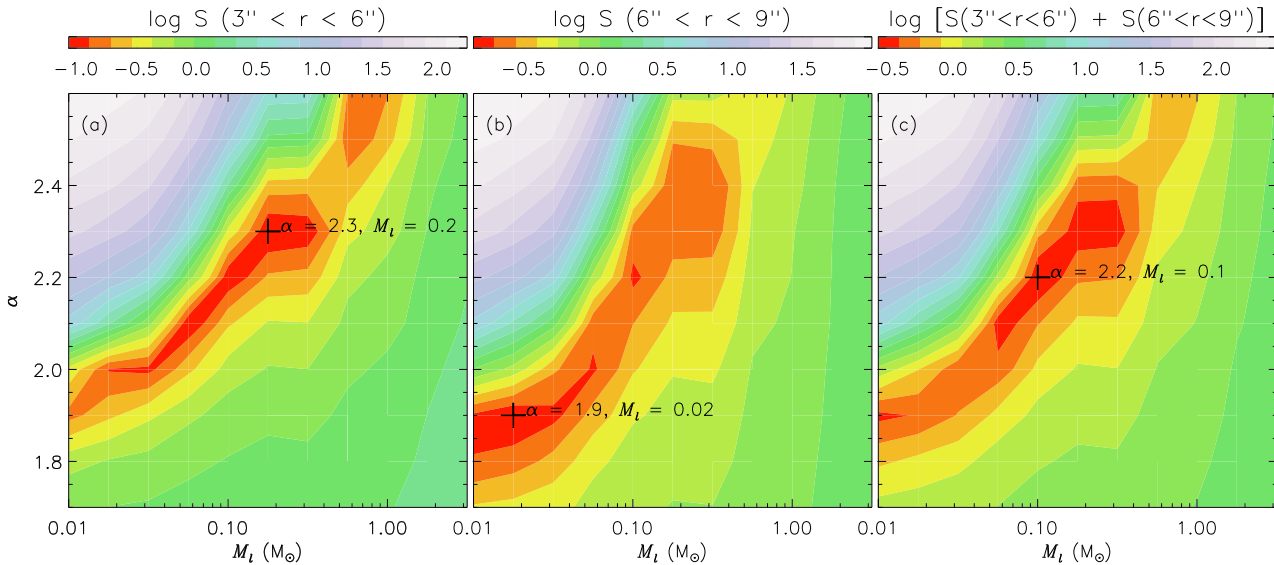 log S (3" < r < 6")
log S (6" < r < 9")
log [S(3"<r<6") + S(6"<r<9")]
−1.0 −0.5 0.0 0.5 1.0 1.5 2.0
−0.5 0.0 0.5 1.0 1.5
−0.5 0.0 0.5 1.0 1.5 2.0
(a)
(b)
(c)
2.4
2.2
2.0
1.8
α
α = 2.3, M_l = 0.2
α = 1.9, M_l = 0.02
α = 2.2, M_l = 0.1
0.01 0.10 1.00 0.01 0.10 1.00 0.01 0.10 1.00
M_l (M⊙)
M_l (M⊙)
M_l (M⊙)